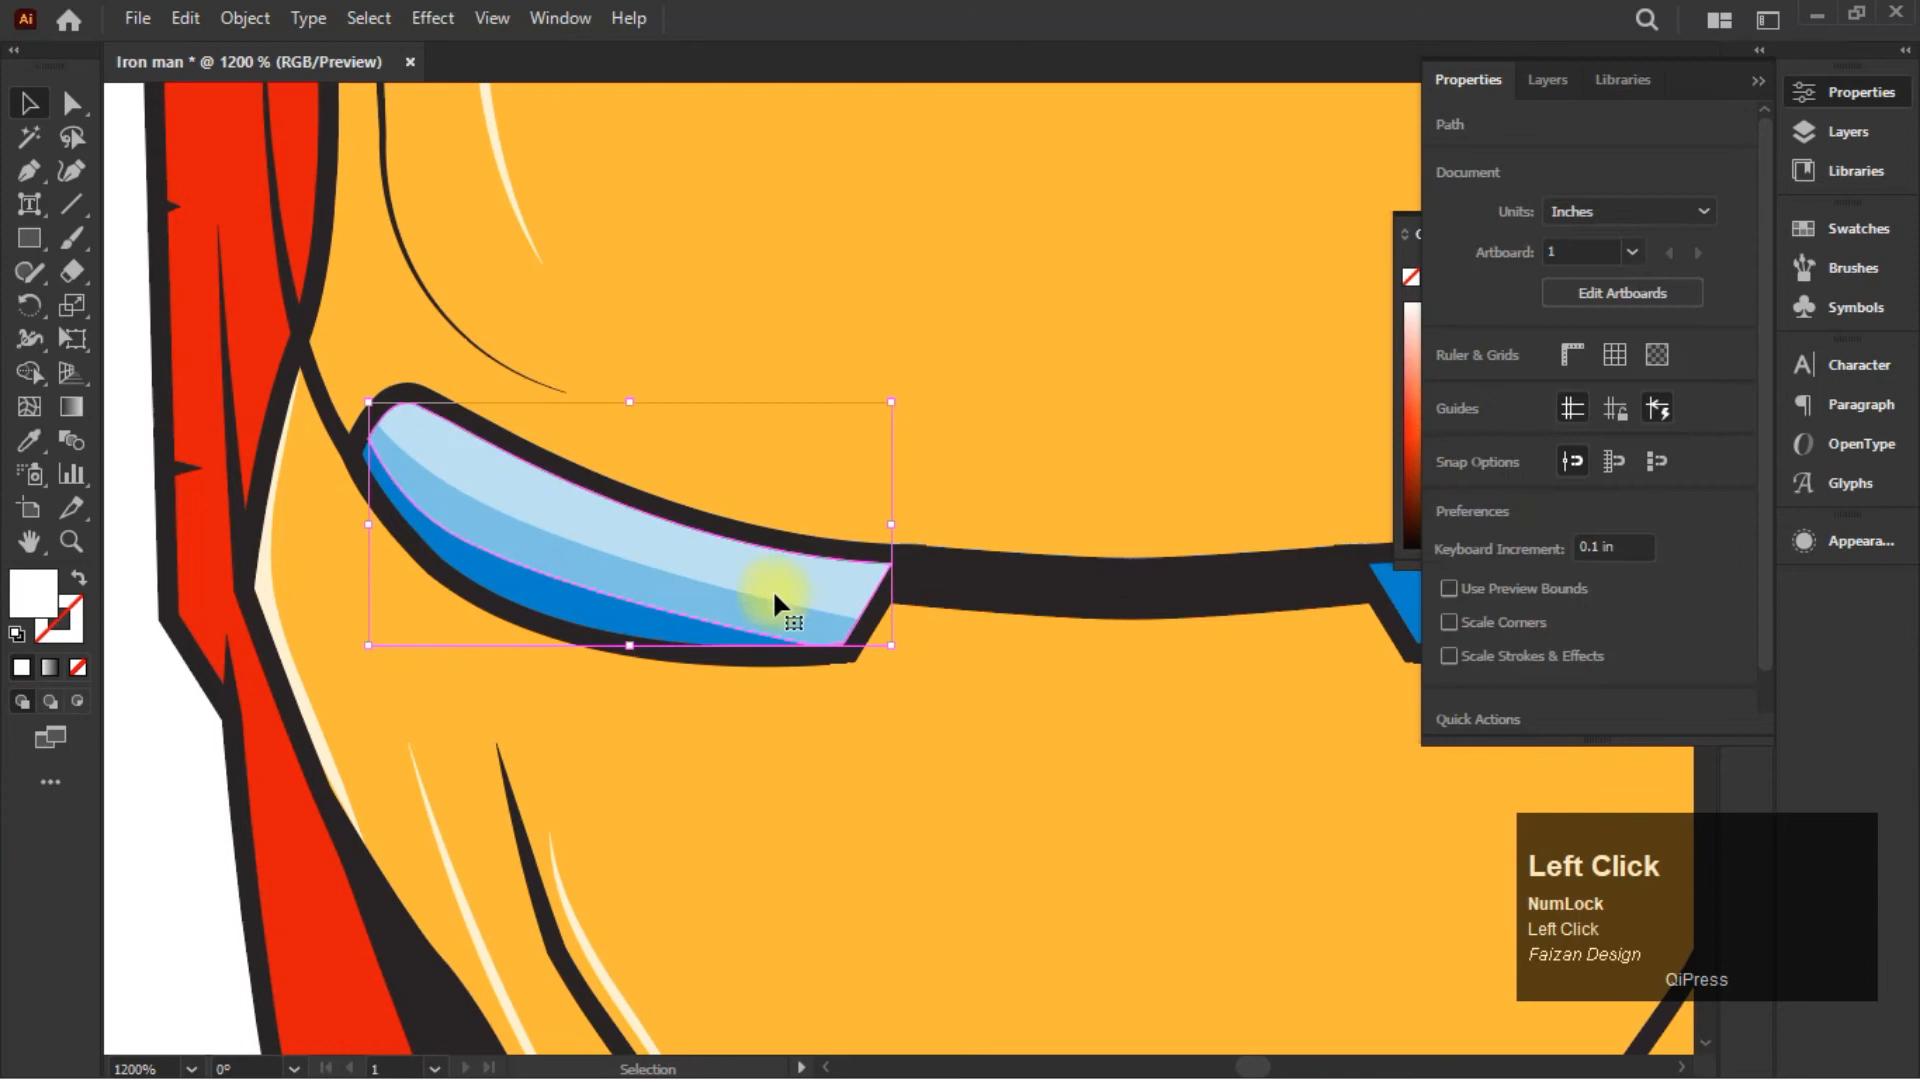 Ai
File Edit Object Type Select Effect View Window Help
Iron man * @ 1200 % (RGB/Preview) ×
Properties Layers Libraries
Path
Document
Units: Inches
Artboard: 1
Edit Artboards
Ruler & Grids
Guides
Snap Options
Preferences
Keyboard Increment: 0.1 in
Use Preview Bounds
Scale Corners
Scale Strokes & Effects
Quick Actions
Properties
Layers
Libraries
Swatches
Brushes
Symbols
Character
Paragraph
OpenType
Glyphs
Appeara...
Left Click
NumLock
Left Click
Faizan Design
QiPress
1200% 0° 1 Selection